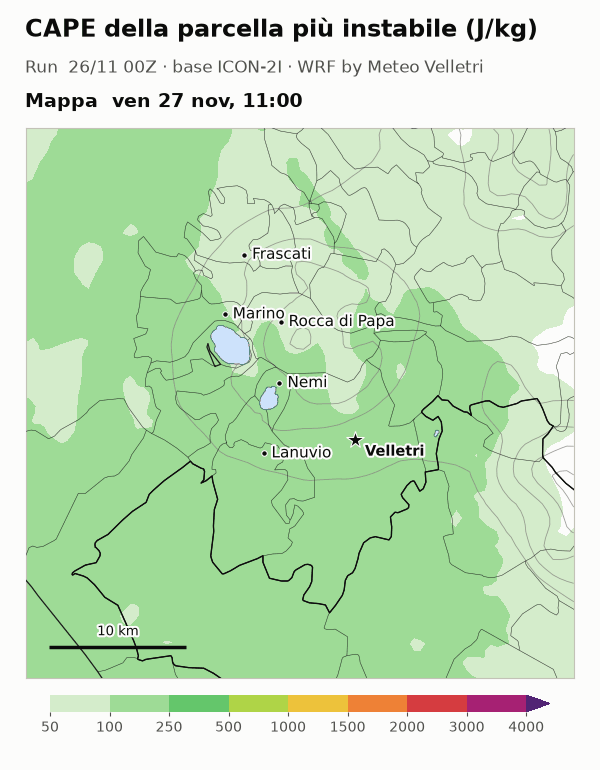 CAPE della parcella più instabile (J/kg)
Run  26/11 00Z · base ICON-2I · WRF by Meteo Velletri
Mappa  ven 27 nov, 11:00
Frascati
Marino
Rocca di Papa
Nemi
Velletri
Lanuvio
10 km
50 100 250 500 1000 1500 2000 3000 4000